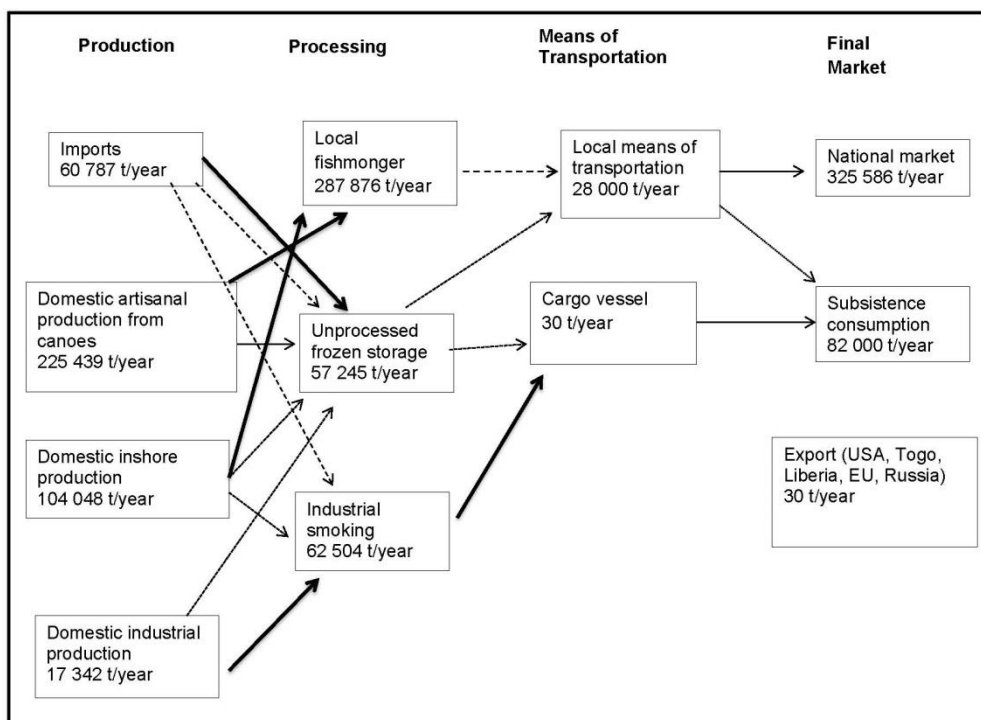 Production
Processing
Means of
Transportation
Final
Market
Imports
60 787 t/year
Domestic artisanal
production from
canoes
225 439 t/year
Domestic inshore
production
104 048 t/year
Domestic industrial
production
17 342 t/year
Local
fishmonger
287 876 t/year
Unprocessed
frozen storage
57 245 t/year
Industrial
smoking
62 504 t/year
Local means of
transportation
28 000 t/year
Cargo vessel
30 t/year
National market
325 586 t/year
Subsistence
consumption
82 000 t/year
Export (USA, Togo,
Liberia, EU, Russia)
30 t/year